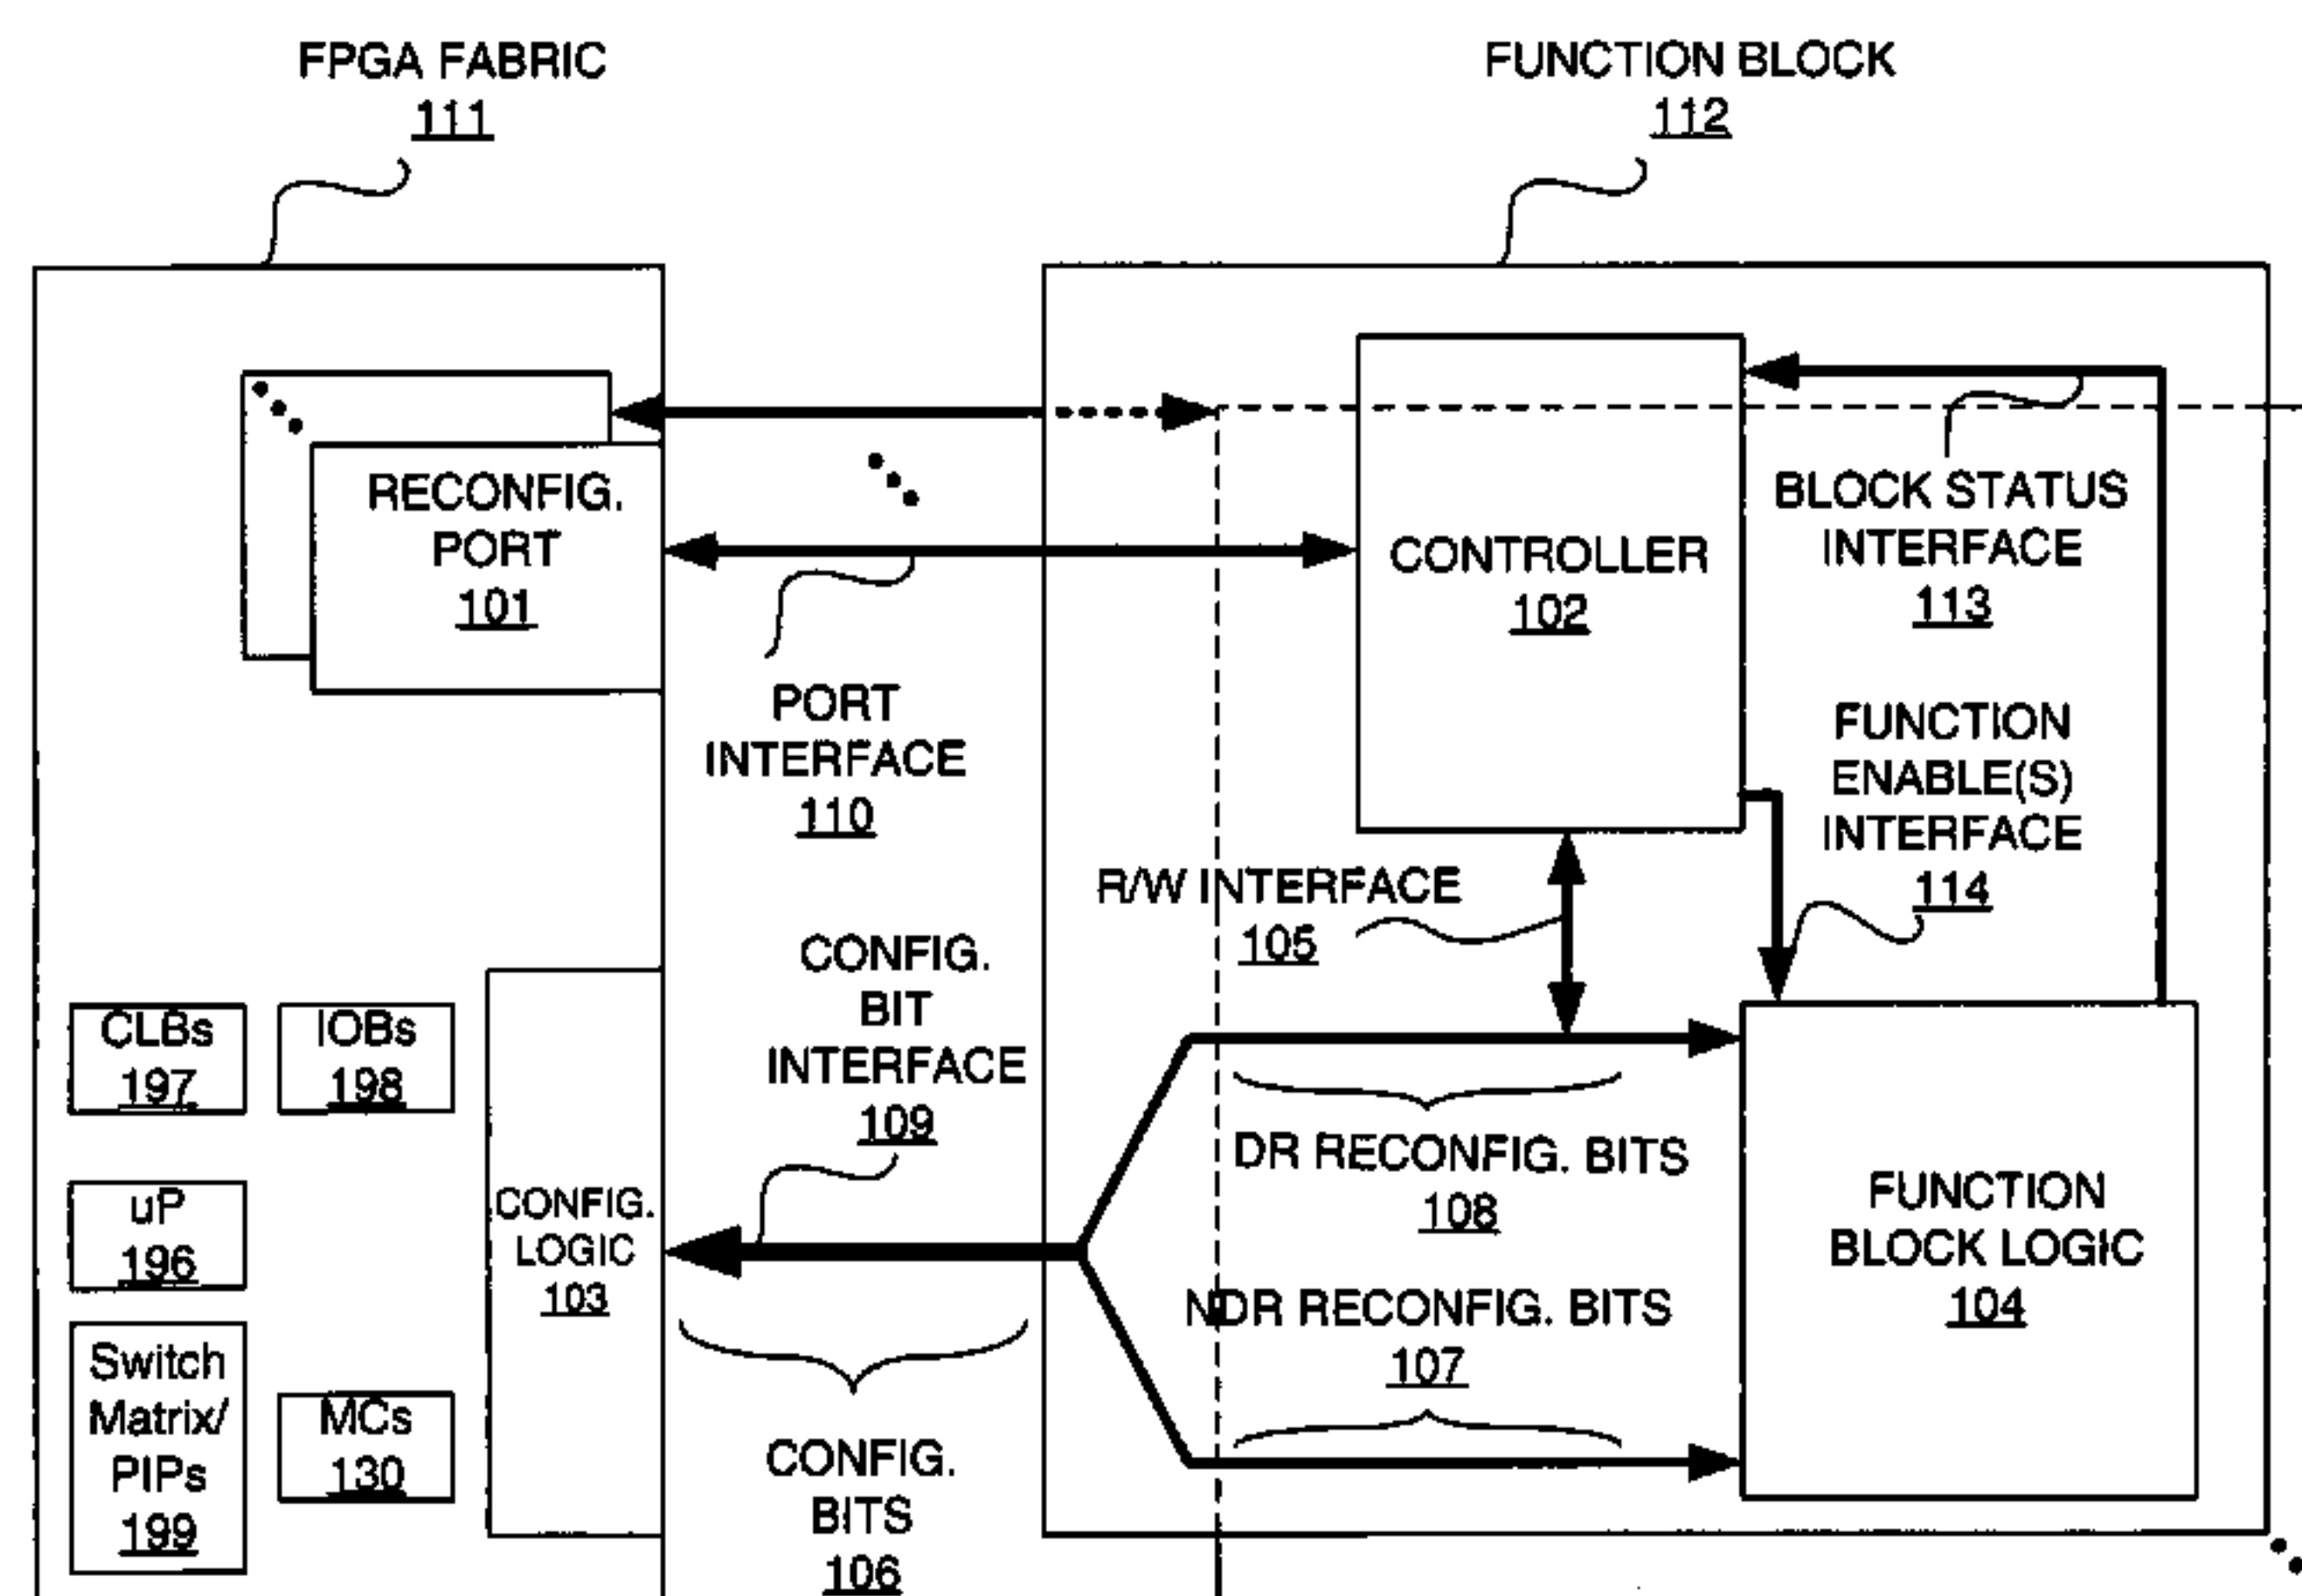 FPGA FABRIC
111
FUNCTION BLOCK
112
RECONFIG.
PORT
101
CONTROLLER
102
BLOCK STATUS
INTERFACE
113
PORT
INTERFACE
110
FUNCTION
ENABLE(S)
INTERFACE
114
R/W INTERFACE
105
CONFIG.
BIT
INTERFACE
109
CLBs
197
IOBs
198
uP
196
Switch
Matrix/
PIPs
199
MCs
130
CONFIG.
LOGIC
103
DR RECONFIG. BITS
108
NDR RECONFIG. BITS
107
FUNCTION
BLOCK LOGIC
104
CONFIG.
BITS
106